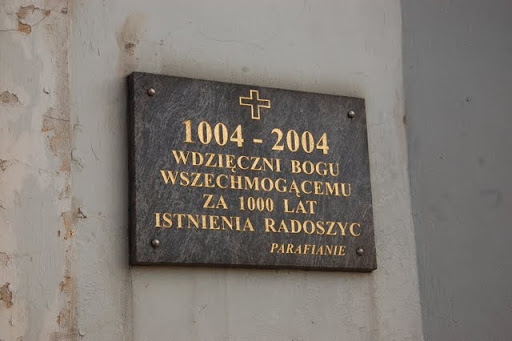 1004 - 2004
WDZIĘCZNI BOGU
WSZECHMOGĄCEMU
ZA 1000 LAT
ISTNIENIA RADOSZYC
PARAFIANIE